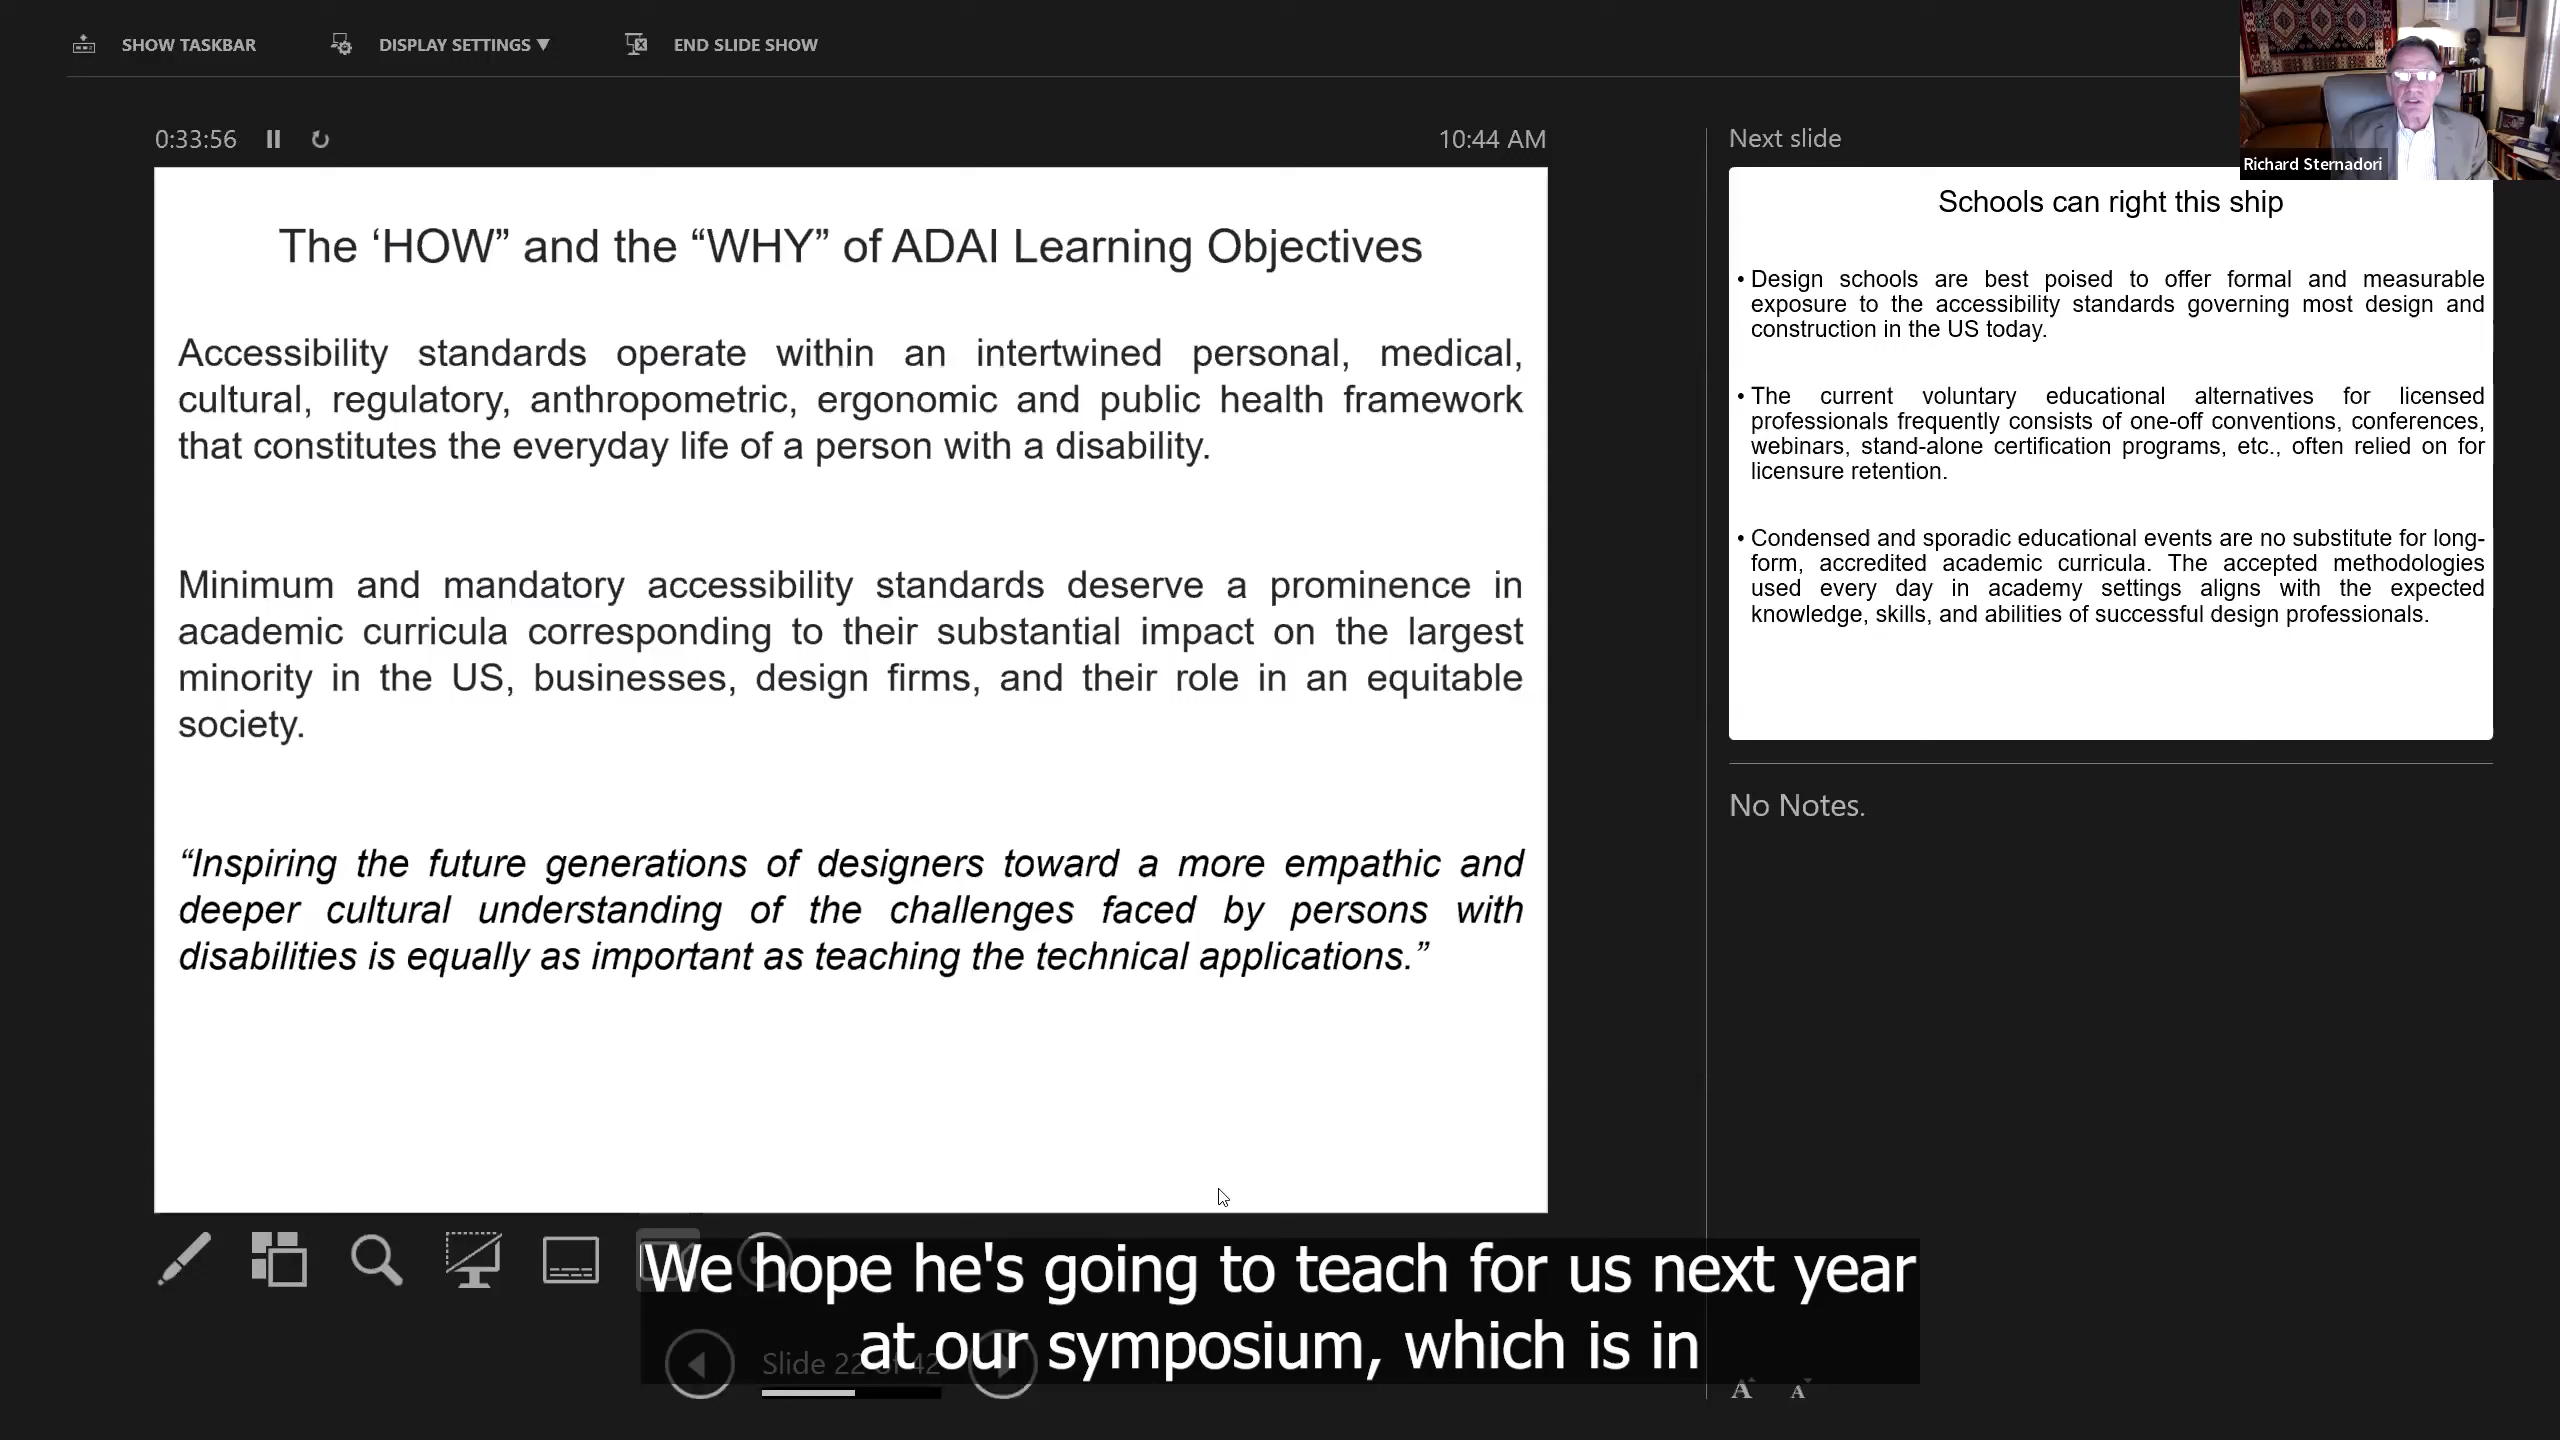 SHOW TASKBAR
DISPLAY SETTINGS ▼
END SLIDE SHOW
Richard Sternadori
0:33:56
10:44 AM
The ‘HOW” and the “WHY” of ADAI Learning Objectives
Accessibility standards operate within an intertwined personal, medical,
cultural, regulatory, anthropometric, ergonomic and public health framework
that constitutes the everyday life of a person with a disability.
Minimum and mandatory accessibility standards deserve a prominence in
academic curricula corresponding to their substantial impact on the largest
minority in the US, businesses, design firms, and their role in an equitable
society.
“Inspiring the future generations of designers toward a more empathic and
deeper cultural understanding of the challenges faced by persons with
disabilities is equally as important as teaching the technical applications.”
Next slide
Schools can right this ship
• Design schools are best poised to offer formal and measurable
exposure to the accessibility standards governing most design and
construction in the US today.
• The current voluntary educational alternatives for licensed
professionals frequently consists of one-off conventions, conferences,
webinars, stand-alone certification programs, etc., often relied on for
licensure retention.
• Condensed and sporadic educational events are no substitute for long-
form, accredited academic curricula. The accepted methodologies
used every day in academy settings aligns with the expected
knowledge, skills, and abilities of successful design professionals.
No Notes.
We hope he's going to teach for us next year
at our symposium, which is in
Slide 22 of 42
A A